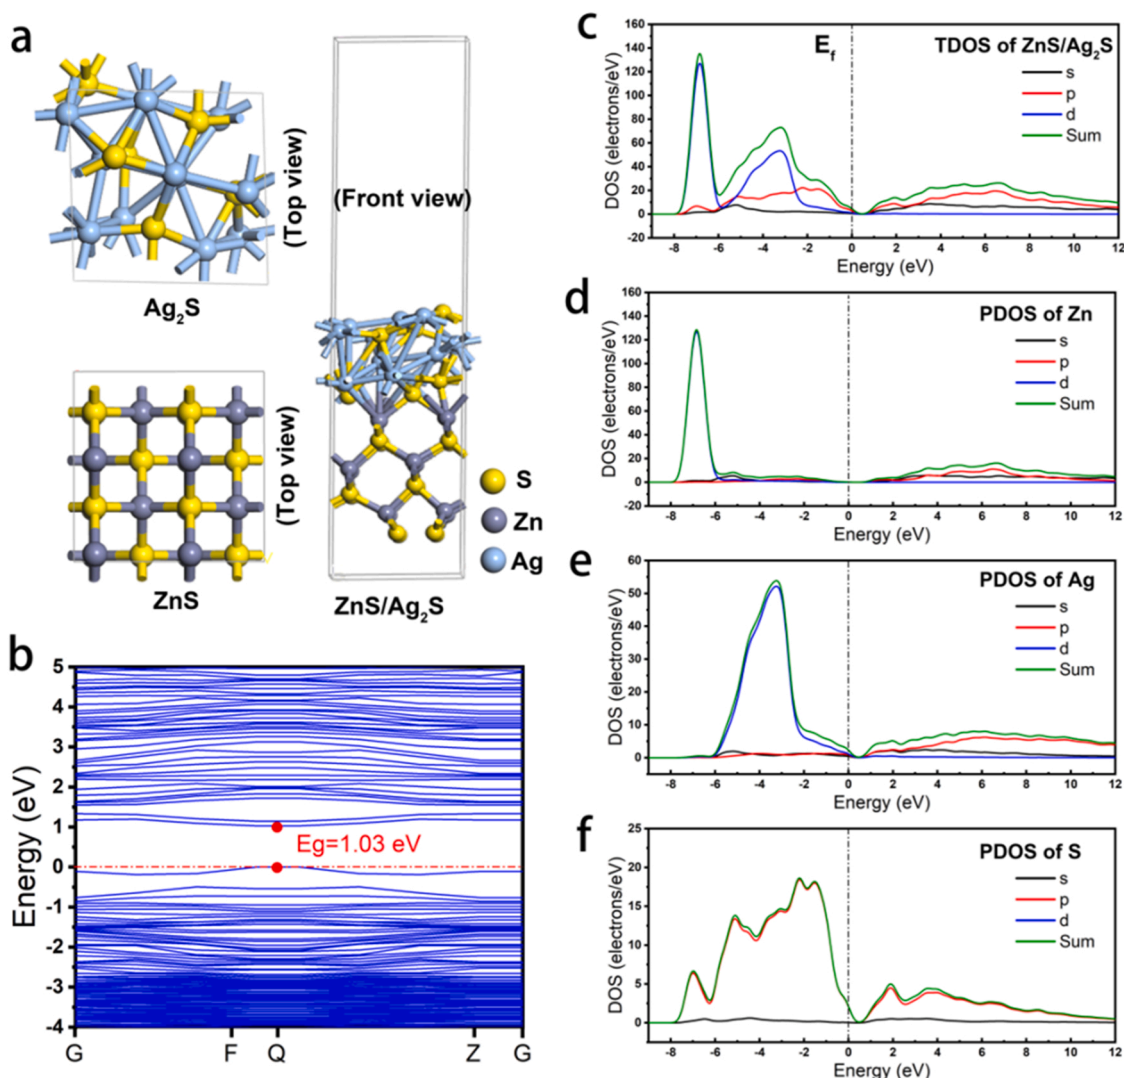 a
Ag₂S
(Top view)
ZnS
(Top view)
(Front view)
ZnS/Ag₂S
S
Zn
Ag
b
Energy (eV)
5
4
3
2
1
0
-1
-2
-3
-4
Eg=1.03 eV
G F Q Z G
c
TDOS of ZnS/Ag₂S
E_f
s
p
d
Sum
DOS (electrons/eV)
160
140
120
100
80
60
40
20
0
-20
-8 -6 -4 -2 0 2 4 6 8 10 12
Energy (eV)
d
PDOS of Zn
s
p
d
Sum
DOS (electrons/eV)
160
140
120
100
80
60
40
20
0
-20
-8 -6 -4 -2 0 2 4 6 8 10 12
Energy (eV)
e
PDOS of Ag
s
p
d
Sum
DOS (electrons/eV)
60
50
40
30
20
10
0
-8 -6 -4 -2 0 2 4 6 8 10 12
Energy (eV)
f
PDOS of S
s
p
d
Sum
DOS (electrons/eV)
25
20
15
10
5
0
-8 -6 -4 -2 0 2 4 6 8 10 12
Energy (eV)